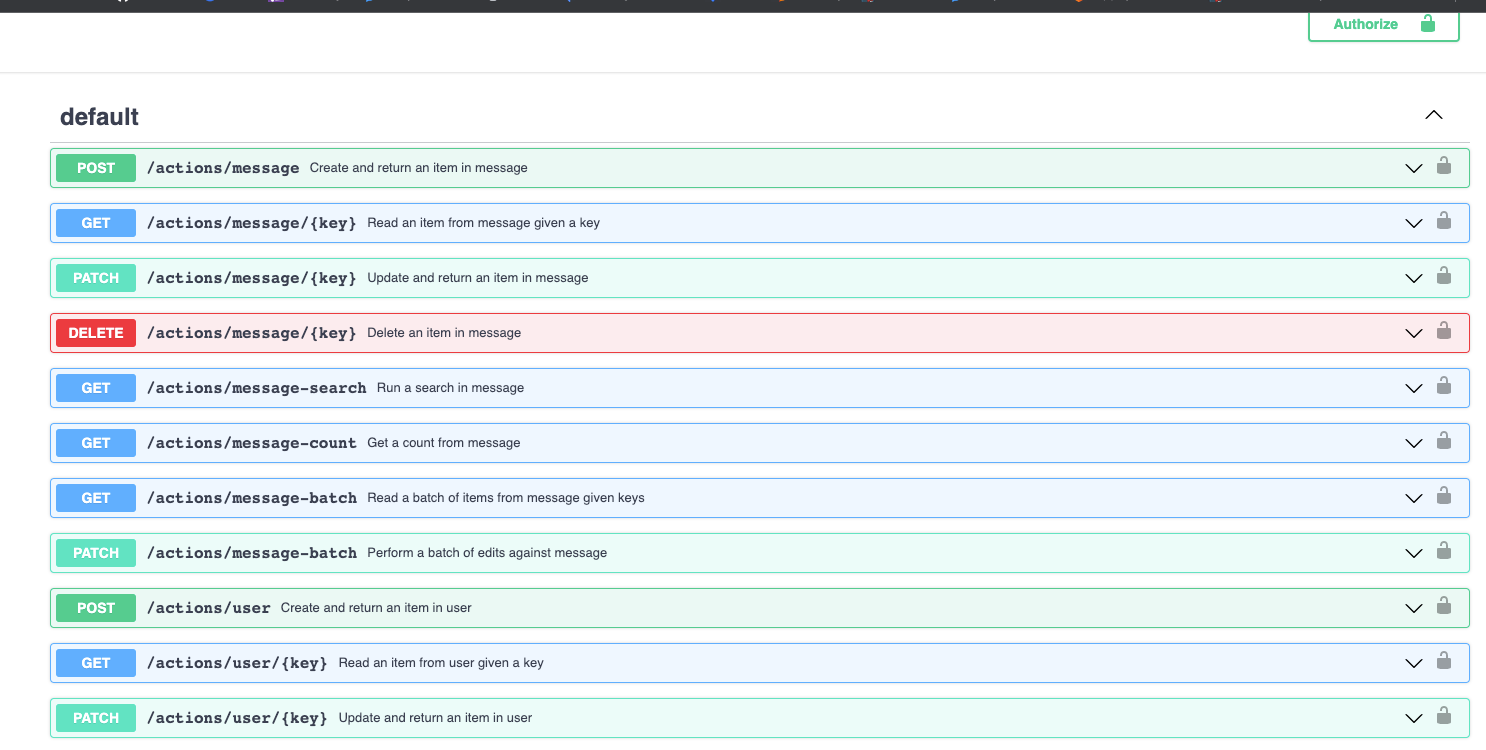 Authorize
default
POST /actions/message Create and return an item in message
GET /actions/message/{key} Read an item from message given a key
PATCH /actions/message/{key} Update and return an item in message
DELETE /actions/message/{key} Delete an item in message
GET /actions/message-search Run a search in message
GET /actions/message-count Get a count from message
GET /actions/message-batch Read a batch of items from message given keys
PATCH /actions/message-batch Perform a batch of edits against message
POST /actions/user Create and return an item in user
GET /actions/user/{key} Read an item from user given a key
PATCH /actions/user/{key} Update and return an item in user